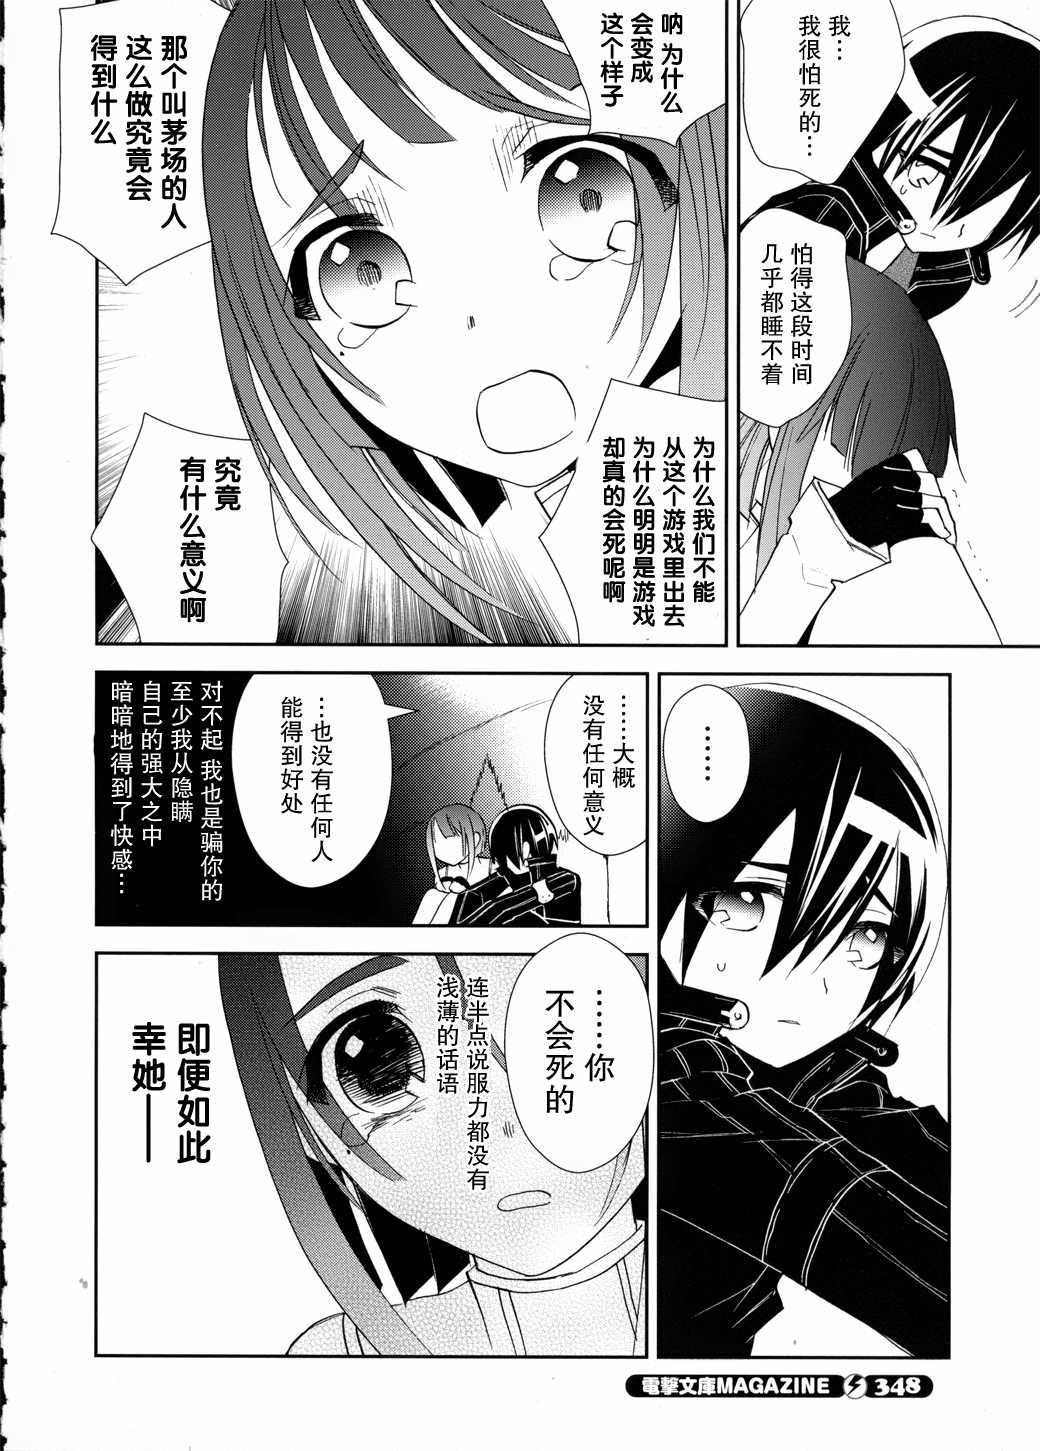 我…
我很怕死的…
怕得这段时间
几乎都睡不着
呐 为什么
会变成
这个样子
那个叫茅场的人
这么做究竟会
得到什么
为什么我们不能
从这个游戏里出去
为什么明明是游戏
却真的会死呢啊
究竟
有什么意义啊
……
……大概
没有任何意义
…也没有任何人
能得到好处
对不起 我也是骗你的
至少我从隐瞒
自己的强大之中
暗暗地得到了快感…
……你
不会死的
连半点说服力都没有
浅薄的话语
即便如此
幸她——
電撃文庫MAGAZINE 348